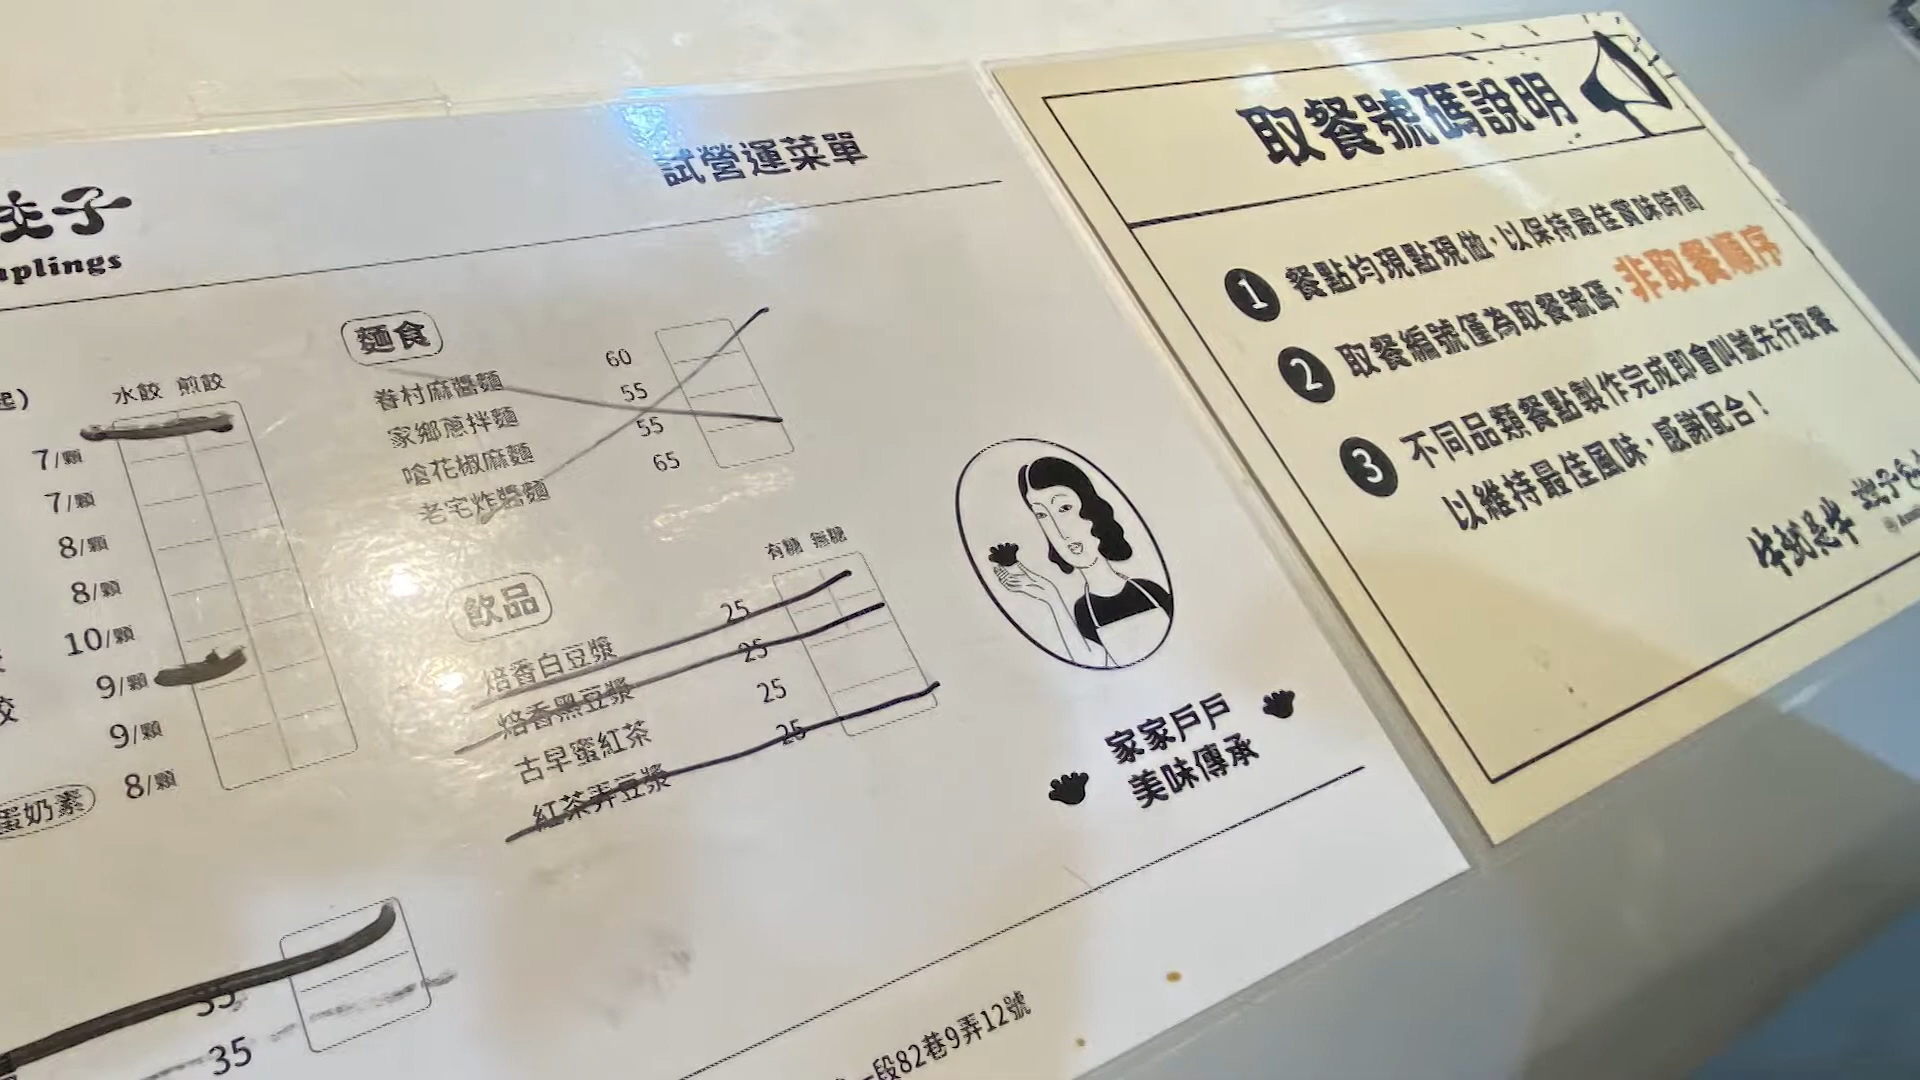 試營運菜單
子
plings
起)
水餃 煎餃
7/顆
7/顆
8/顆
8/顆
10/顆
9/顆
9/顆
8/顆
蛋奶素
麵食
眷村麻醬麵 60
家鄉蔥拌麵 55
嗆花椒麻麵 55
老宅炸醬麵 65
飲品
有糖 無糖
焙香白豆漿 25
焙香黑豆漿 25
古早蜜紅茶 25
紅茶弄豆漿 25
35
35
家家戶戶
美味傳承
一段82巷9弄12號
取餐號碼說明
1 餐點均現點現做,以保持最佳賞味時間
2 取餐編號僅為取餐號碼,非取餐順序
3 不同品類餐點製作完成即會叫號先行取餐
以維持最佳風味,感謝配合!